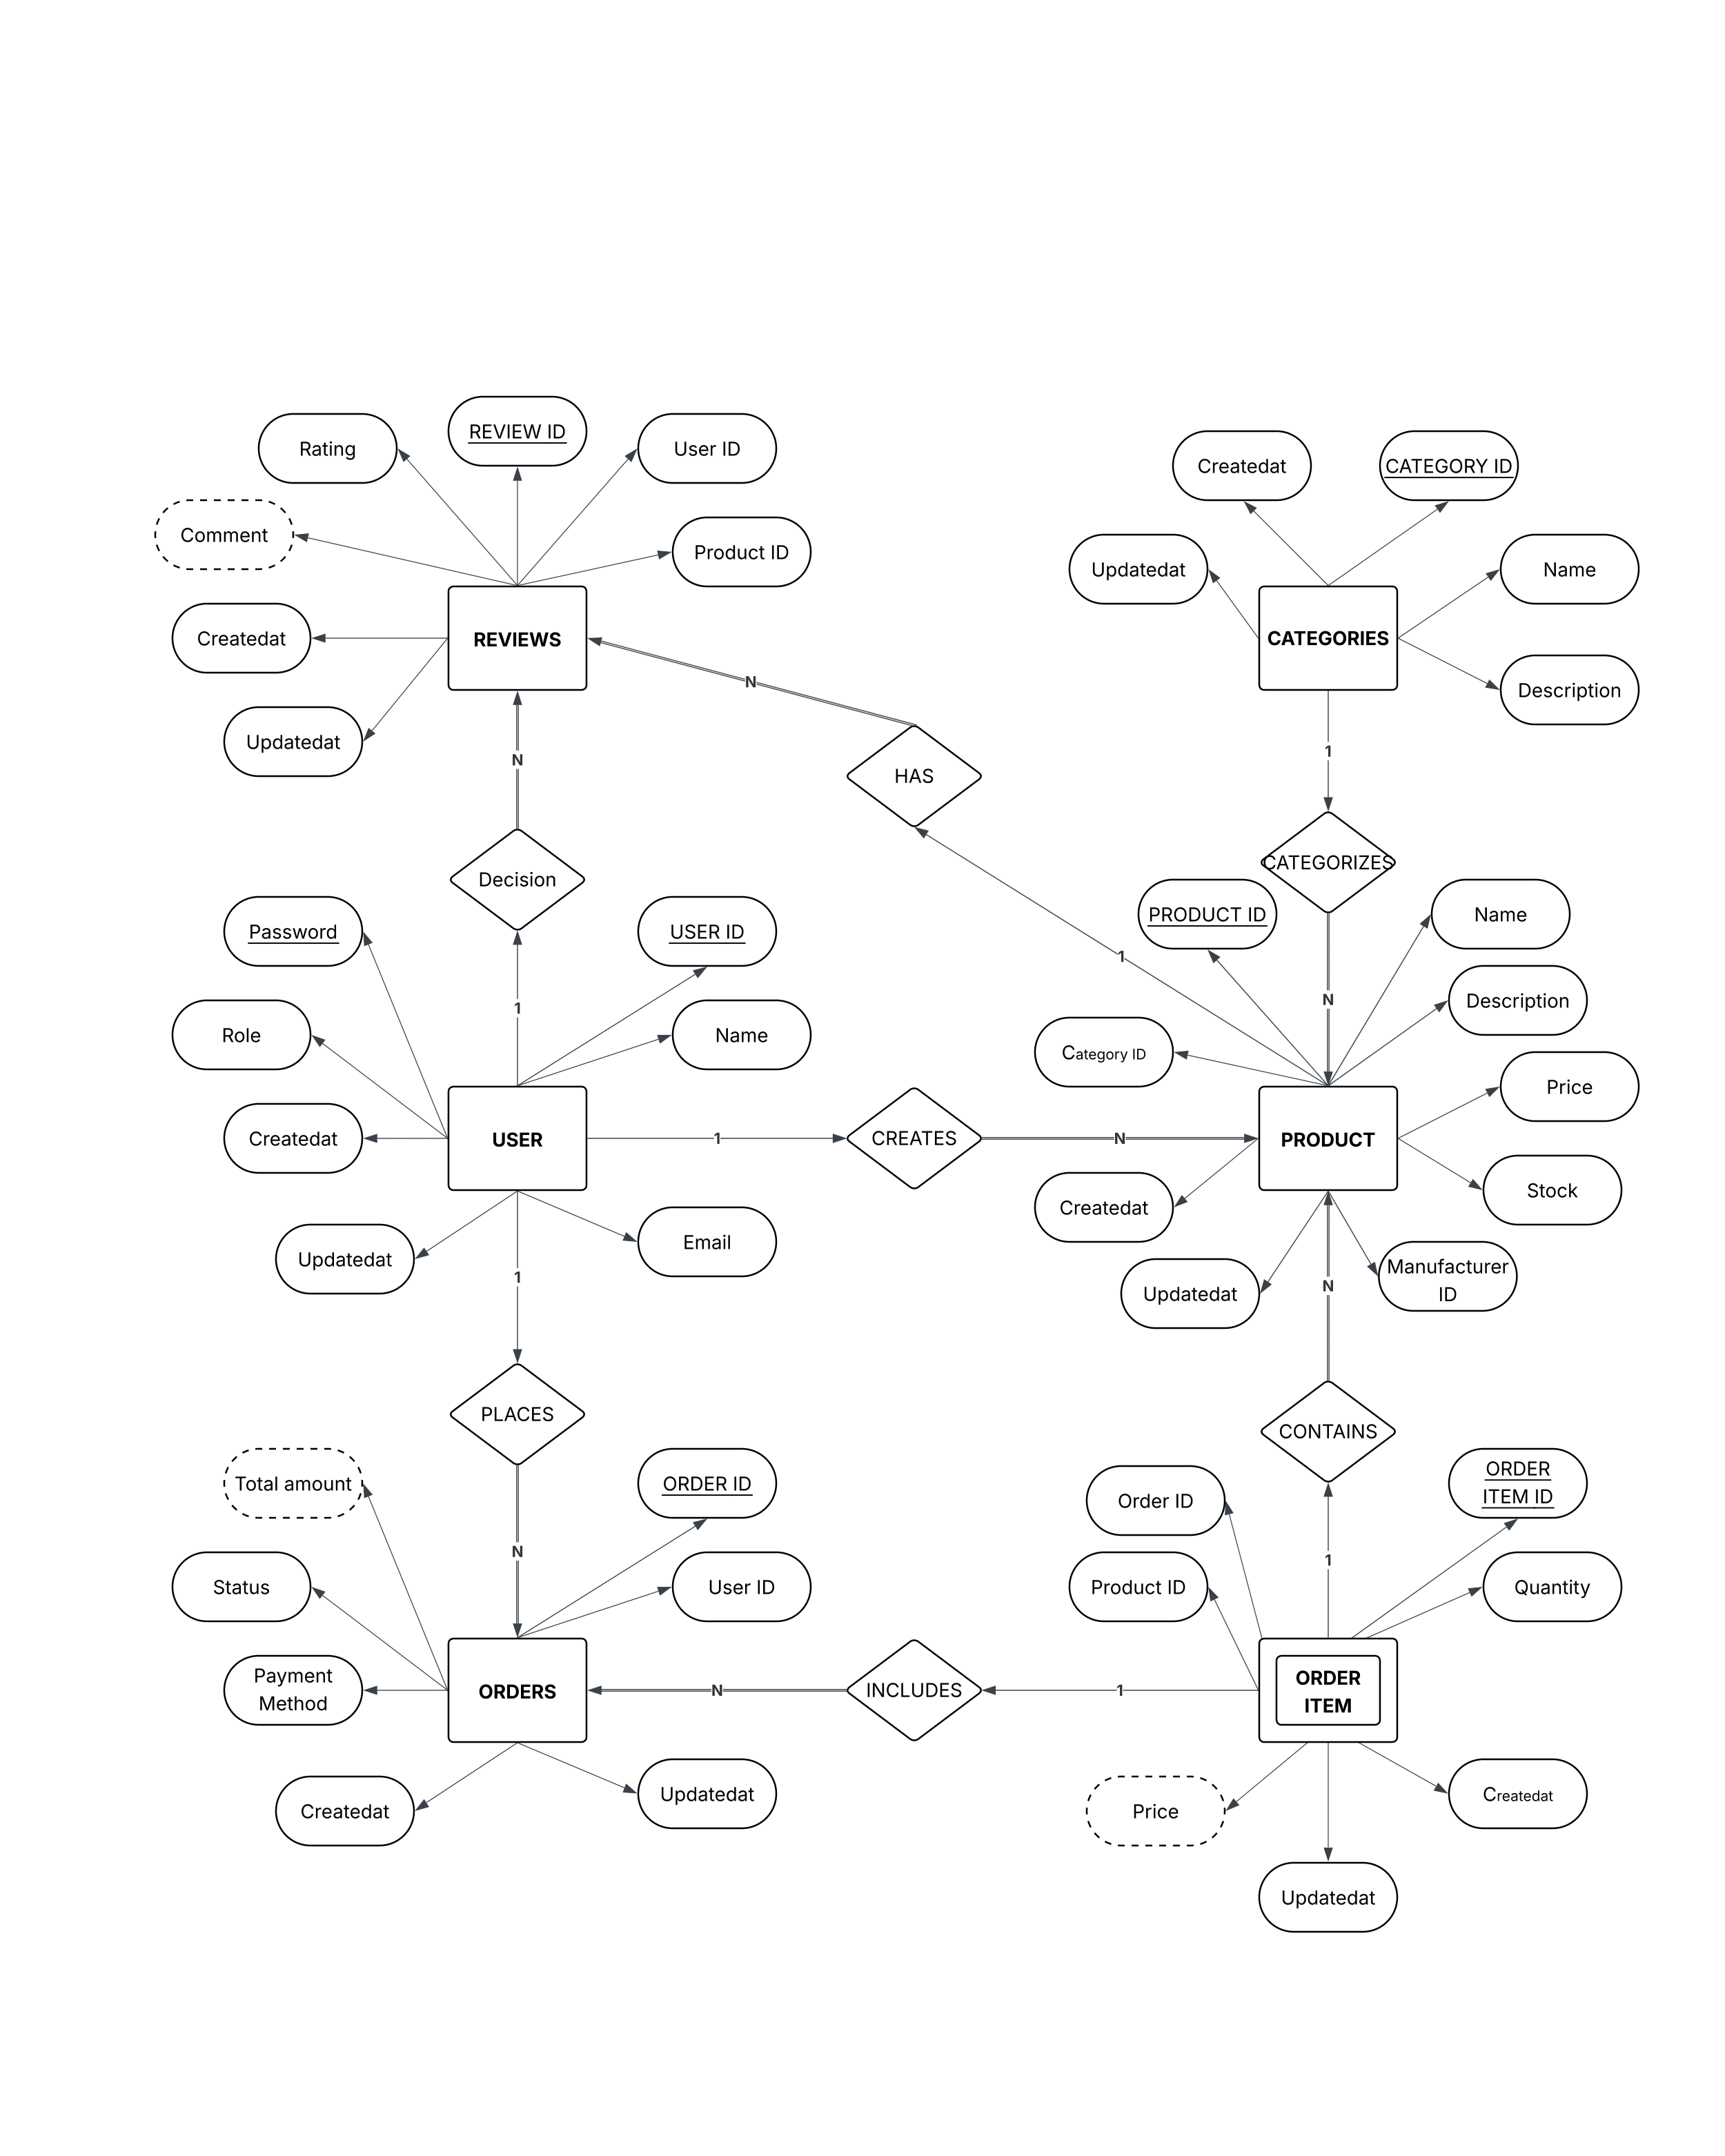 REVIEW ID
Rating
User ID
Createdat
CATEGORY ID
Comment
Product ID
Updatedat
Name
Createdat
REVIEWS
CATEGORIES
N
Description
Updatedat
1
N
HAS
Decision
CATEGORIZES
Password
USER ID
PRODUCT ID
Name
1
1
N
Description
Role
Name
Category ID
Price
Createdat
USER
1
CREATES
N
PRODUCT
Createdat
Stock
Updatedat
Email
1
Updatedat
N
Manufacturer
ID
PLACES
CONTAINS
Total amount
ORDER ID
Order ID
ORDER
ITEM ID
N
1
Status
User ID
Product ID
Quantity
Payment
Method
ORDERS
N
INCLUDES
1
ORDER
ITEM
Createdat
Updatedat
Price
Createdat
Updatedat